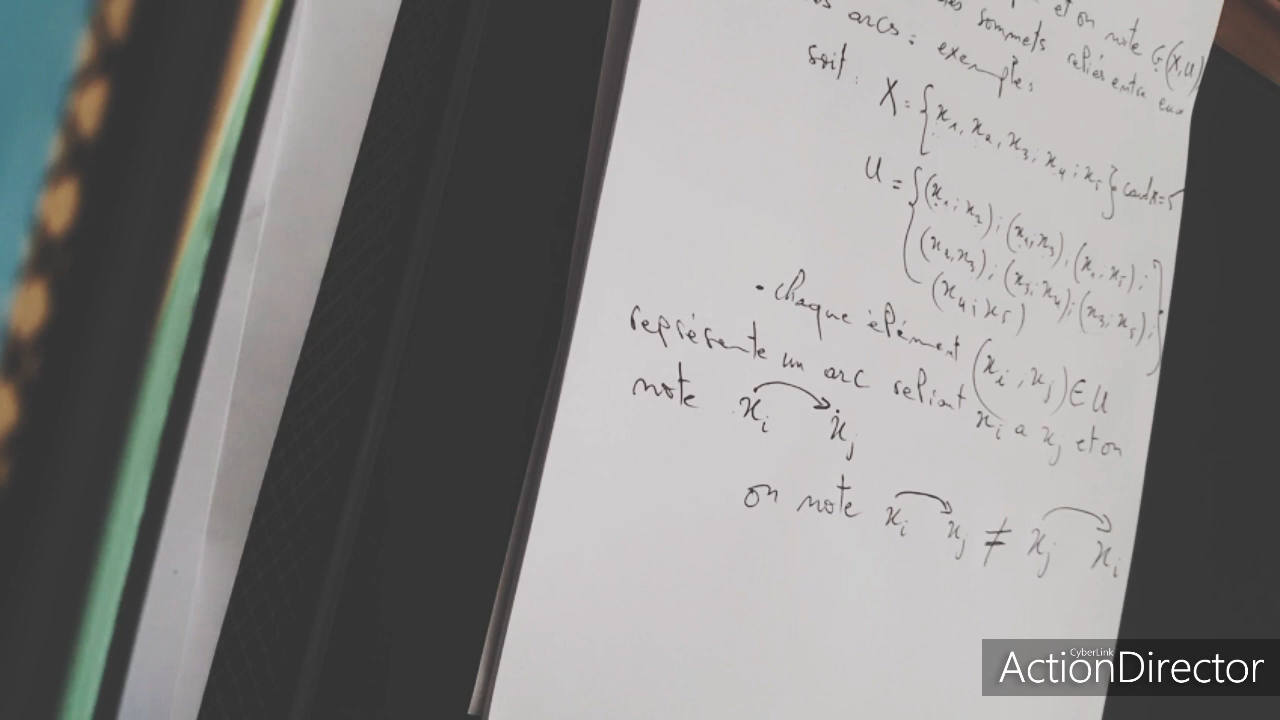 et on note G(X,U)
des sommets reliés entre eux
arcs : exemple :
soit : X = {x₁, x₂, x₃, x₄ ; x₅} card x = 5
U = {(x₁ ; x₂) ; (x₁ ; x₃) ; (x₁ ; x₅) ;
(x₂, x₃) ; (x₃ ; x₄) ; (x₃ ; x₅) ;
(x₄ ; x₅)}
• chaque élément (xᵢ, xⱼ) ∈ U
représente un arc reliant xᵢ a xⱼ et on
note xᵢ ⟶ xⱼ
on note xᵢ ⟶ xⱼ ≠ xⱼ ⟶ xᵢ
CyberLink
ActionDirector